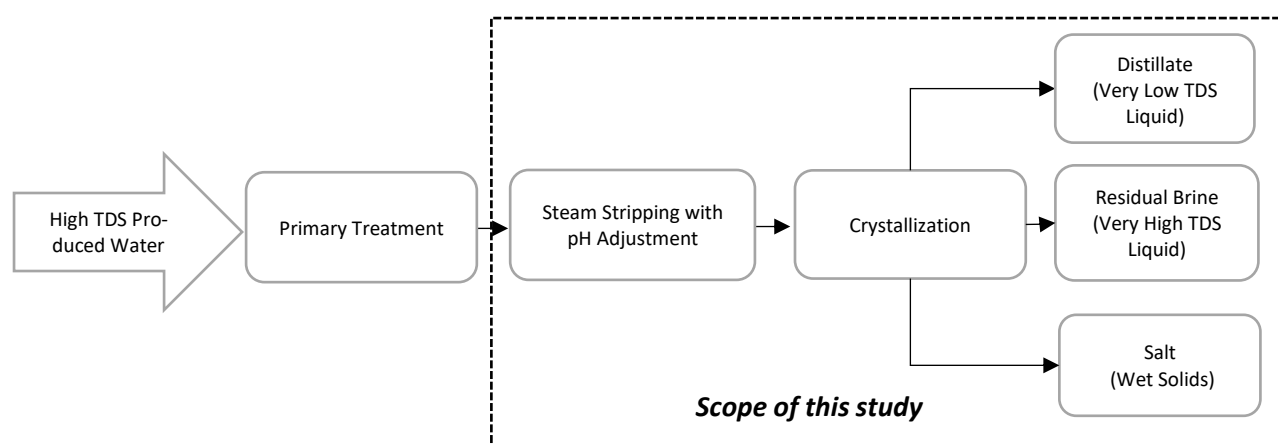 High TDS Pro-
duced Water
Primary Treatment
Steam Stripping with
pH Adjustment
Crystallization
Distillate
(Very Low TDS
Liquid)
Residual Brine
(Very High TDS
Liquid)
Salt
(Wet Solids)
Scope of this study